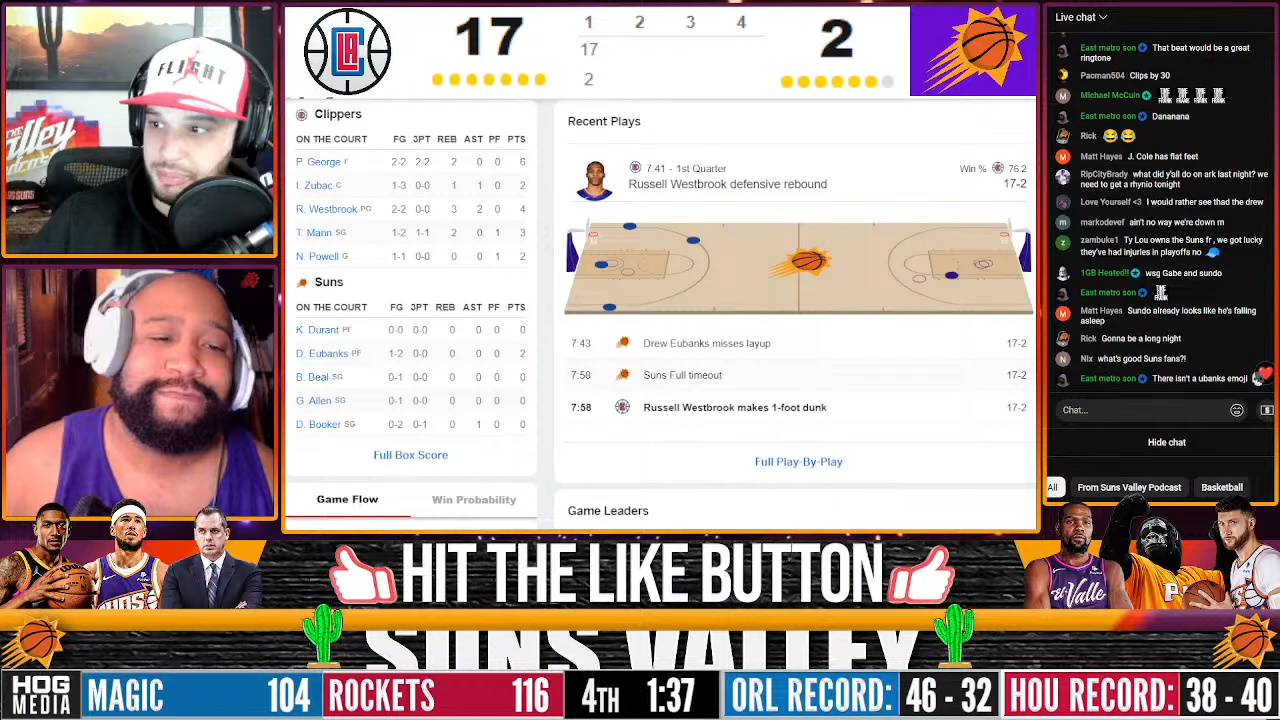 FLIGHT
THE
Valley
17
1 2 3 4
17
2
2
LA
Clippers
ON THE COURT FG 3PT REB AST PF PTS
P. George F 2-2 2-2 2 0 0 6
I. Zubac C 1-3 0-0 1 1 0 2
R. Westbrook PG 2-2 0-0 3 2 0 4
T. Mann SG 1-2 1-1 2 0 1 3
N. Powell G 1-1 0-0 0 0 1 2
Suns
ON THE COURT FG 3PT REB AST PF PTS
K. Durant PF 0-0 0-0 0 0 0 0
D. Eubanks PF 1-2 0-0 0 0 0 2
B. Beal SG 0-1 0-0 0 0 0 0
G. Allen SG 0-1 0-0 0 0 0 0
D. Booker SG 0-2 0-1 0 1 0 0
Full Box Score
Game Flow Win Probability
Recent Plays
7.41 - 1st Quarter Win % 76.2
Russell Westbrook defensive rebound 17-2
7:43 Drew Eubanks misses layup 17-2
7:58 Suns Full timeout 17-2
7:58 Russell Westbrook makes 1-foot dunk 17-2
Full Play-By-Play
Game Leaders
Live chat
East metro son That beat would be a great
ringtone
Pacman504 Clips by 30
Michael McCuin
East metro son Dananana
Rick
Matt Hayes J. Cole has flat feet
RipCityBrady what did y'all do on ark last night? we
need to get a rhyinic tonight
Love Yourself <3 I would rather see thad the drew
markodevef ain't no way we're down rn
zambuke1 Ty Lou owns the Suns fr , we got lucky
they've had injuries in playoffs no
1GB Heated!! wsg Gabe and sundo
East metro son
Matt Hayes Sundo already looks like he's falling
asleep
Rick Gonna be a long night
Nix what's good Suns fans?!
East metro son There isn't a ubanks emoji
Chat...
Hide chat
All From Suns Valley Podcast Basketball
HIT THE LIKE BUTTON
SUNS VALLEY
HOG
MEDIA
MAGIC 104 ROCKETS 116 4TH 1:37 ORL RECORD: 46 - 32 HOU RECORD: 38 - 40